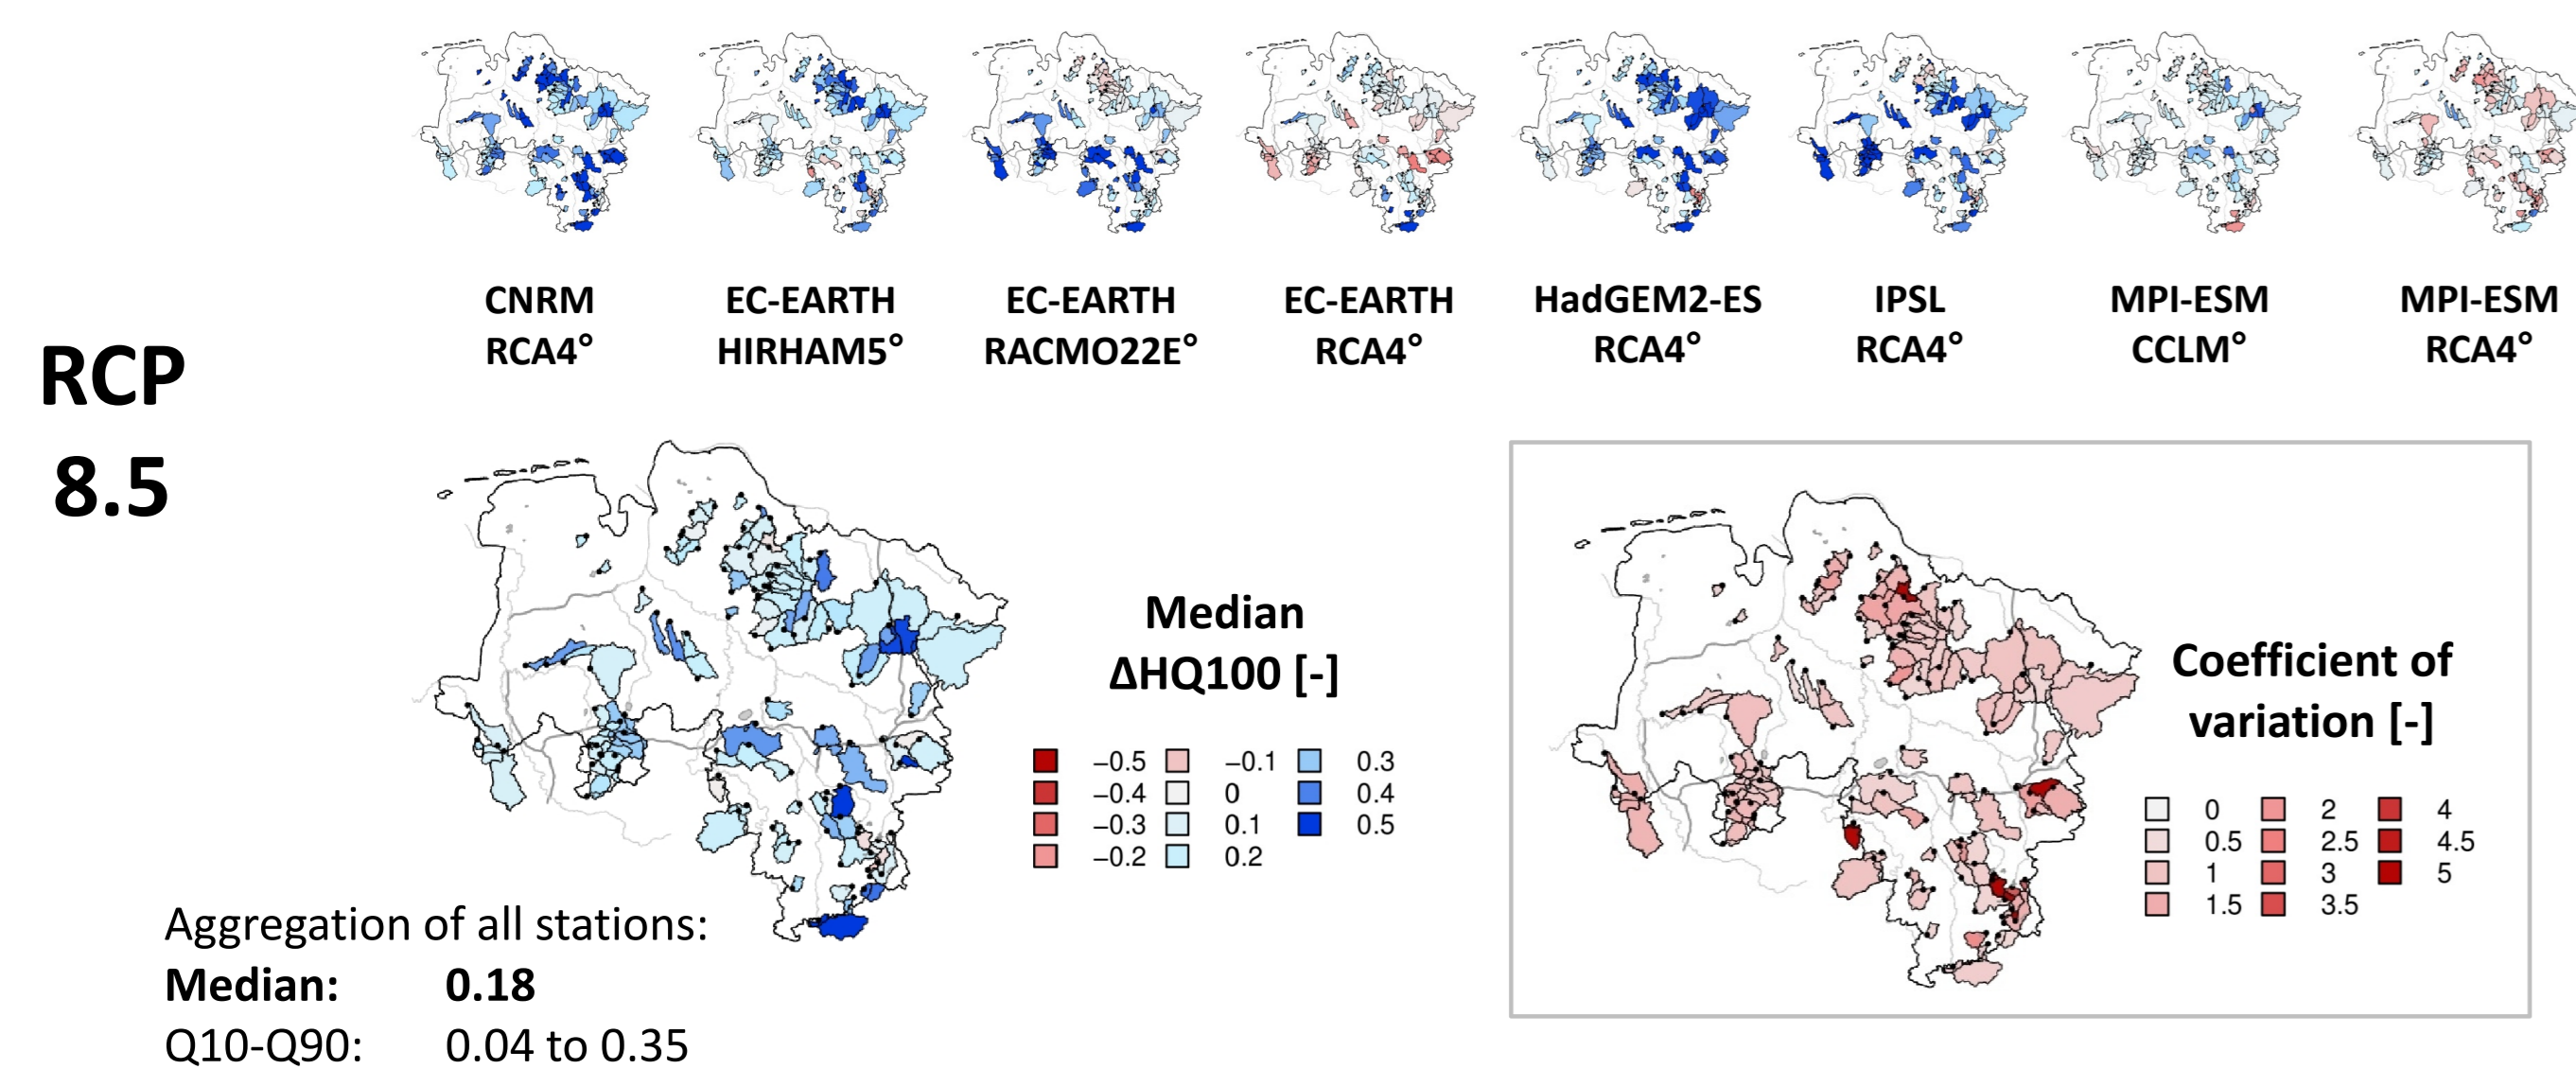 CNRM
RCA4°
EC-EARTH
HIRHAM5°
EC-EARTH
RACMO22E°
EC-EARTH
RCA4°
HadGEM2-ES
RCA4°
IPSL
RCA4°
MPI-ESM
CCLM°
MPI-ESM
RCA4°
RCP
8.5
Median
ΔHQ100 [-]
−0.5 −0.1 0.3
−0.4 0 0.4
−0.3 0.1 0.5
−0.2 0.2
Coefficient of
variation [-]
0 2 4
0.5 2.5 4.5
1 3 5
1.5 3.5
Aggregation of all stations:
Median: 0.18
Q10-Q90: 0.04 to 0.35